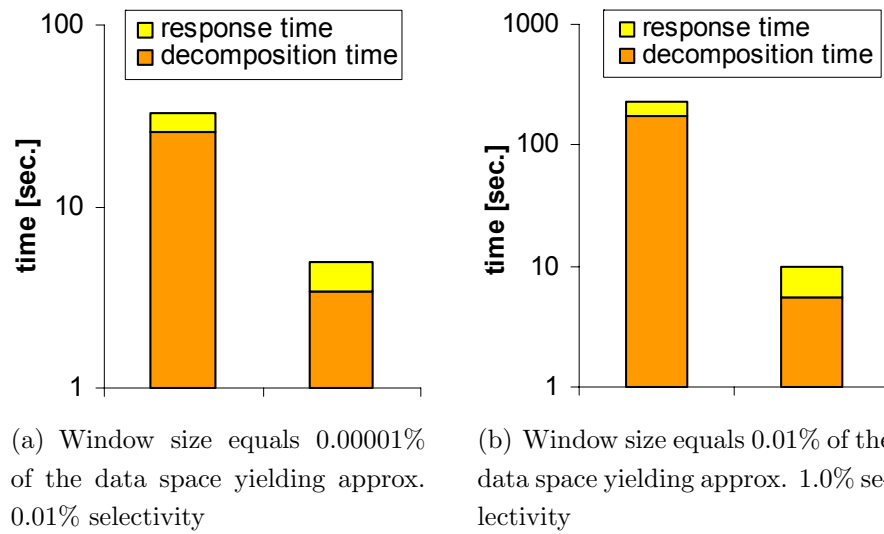 100
response time
decomposition time
10
1
time [sec.]
(a) Window size equals 0.00001%
of the data space yielding approx.
0.01% selectivity
1000
response time
decomposition time
100
10
1
time [sec.]
(b) Window size equals 0.01% of the
data space yielding approx. 1.0% se-
lectivity